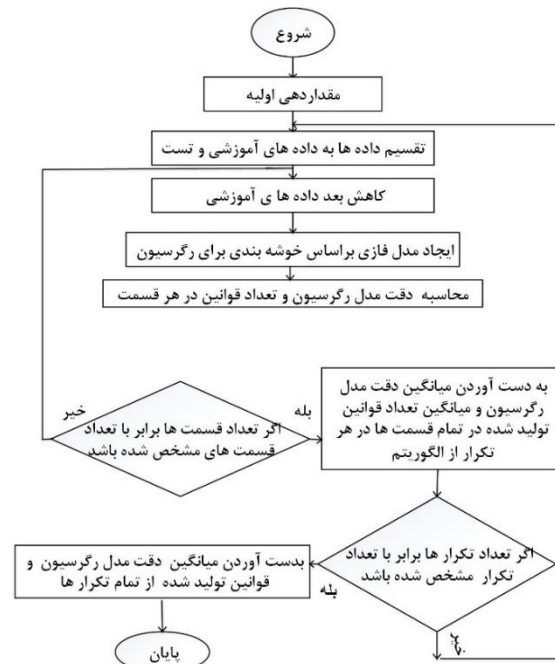 شروع
مقداردهی اولیه
تقسیم داده ها به داده های آموزشی و تست
کاهش بعد داده ها ی آموزشی
ایجاد مدل فازی براساس خوشه بندی برای رگرسیون
محاسبه دقت مدل رگرسیون و تعداد قوانین در هر قسمت
خیر
اگر تعداد قسمت ها برابر با تعداد
قسمت های مشخص شده باشد
بله
به دست آوردن میانگین دقت مدل
رگرسیون و میانگین تعداد قوانین
تولید شده در تمام قسمت ها در هر
تکرار از الگوریتم
اگر تعداد تکرار ها برابر با تعداد
تکرار مشخص شده باشد
بله
خیر
بدست آوردن میانگین دقت مدل رگرسیون و
قوانین تولید شده از تمام تکرار ها
پایان